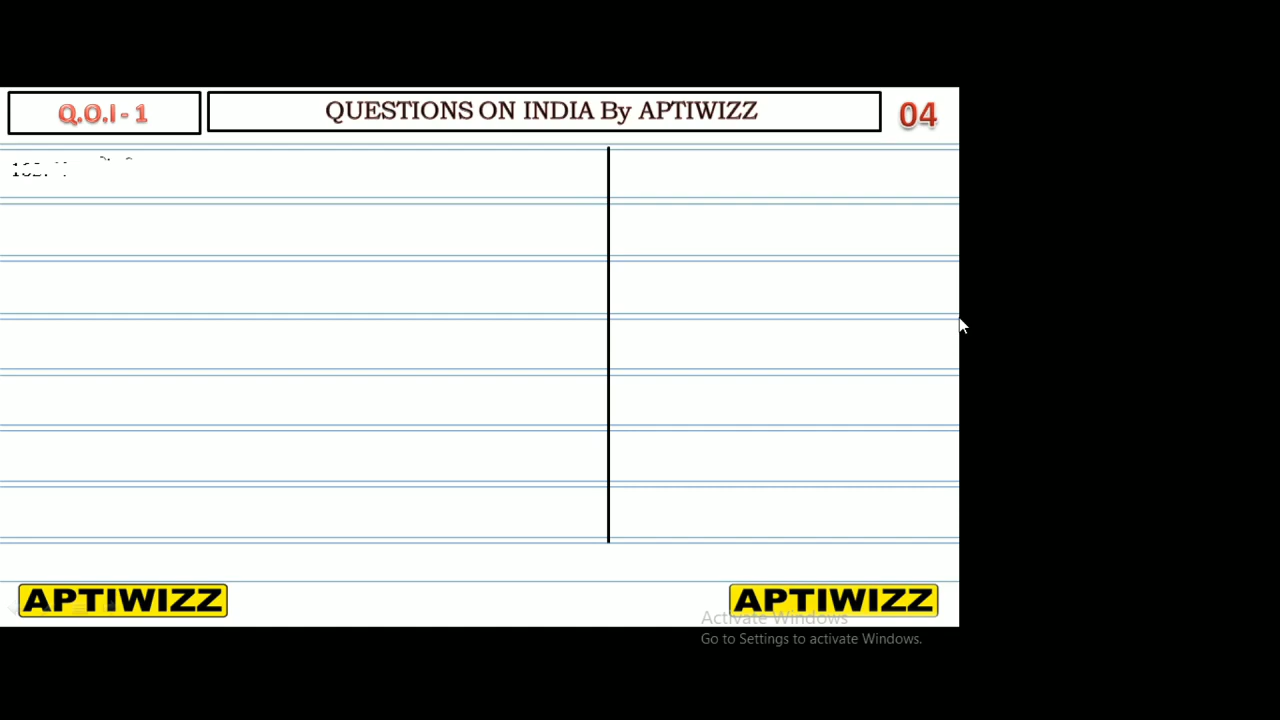 Q.O.I - 1
QUESTIONS ON INDIA By APTIWIZZ
04
APTIWIZZ
APTIWIZZ
Activate Windows
Go to Settings to activate Windows.